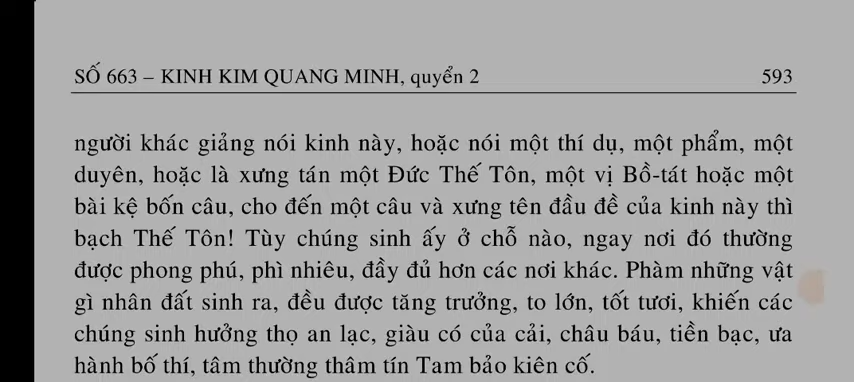 SỐ 663 – KINH KIM QUANG MINH, quyển 2 593
người khác giảng nói kinh này, hoặc nói một thí dụ, một phẩm, một
duyên, hoặc là xưng tán một Đức Thế Tôn, một vị Bồ-tát hoặc một
bài kệ bốn câu, cho đến một câu và xưng tên đầu đề của kinh này thì
bạch Thế Tôn! Tùy chúng sinh ấy ở chỗ nào, ngay nơi đó thường
được phong phú, phì nhiêu, đầy đủ hơn các nơi khác. Phàm những vật
gì nhân đất sinh ra, đều được tăng trưởng, to lớn, tốt tươi, khiến các
chúng sinh hưởng thọ an lạc, giàu có của cải, châu báu, tiền bạc, ưa
hành bố thí, tâm thường thâm tín Tam bảo kiên cố.